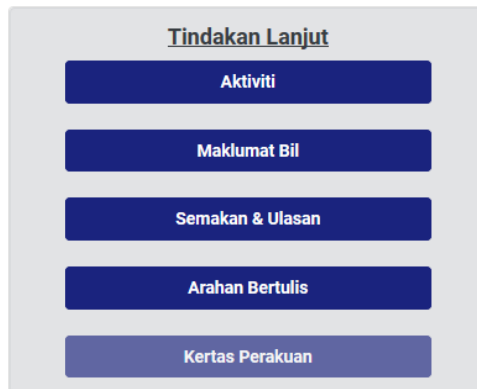 Tindakan Lanjut
Aktiviti
Maklumat Bil
Semakan & Ulasan
Arahan Bertulis
Kertas Perakuan